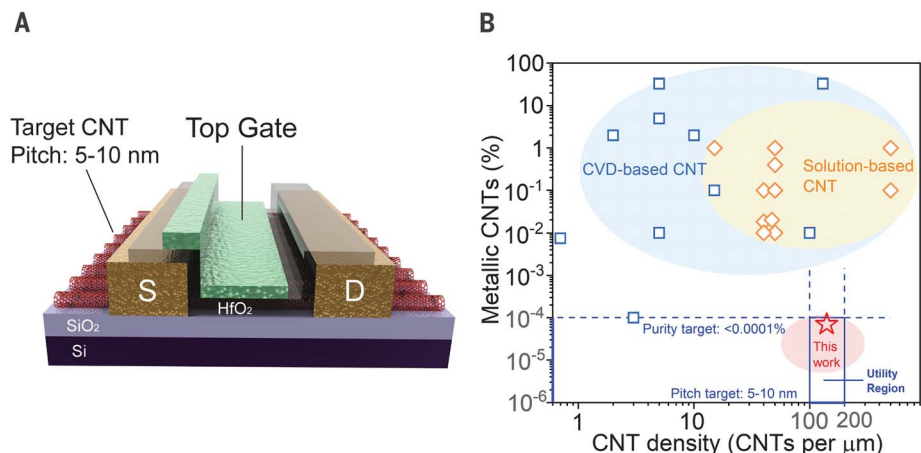 A
Target CNT
Pitch: 5-10 nm
Top Gate
S
D
HfO₂
SiO₂
Si
B
Metallic CNTs (%)
100
10
1
10⁻¹
10⁻²
10⁻³
10⁻⁴
10⁻⁵
10⁻⁶
CVD-based CNT
Solution-based
CNT
Purity target: <0.0001%
This
work
Utility
Region
Pitch target: 5-10 nm
1
10
100
200
CNT density (CNTs per μm)